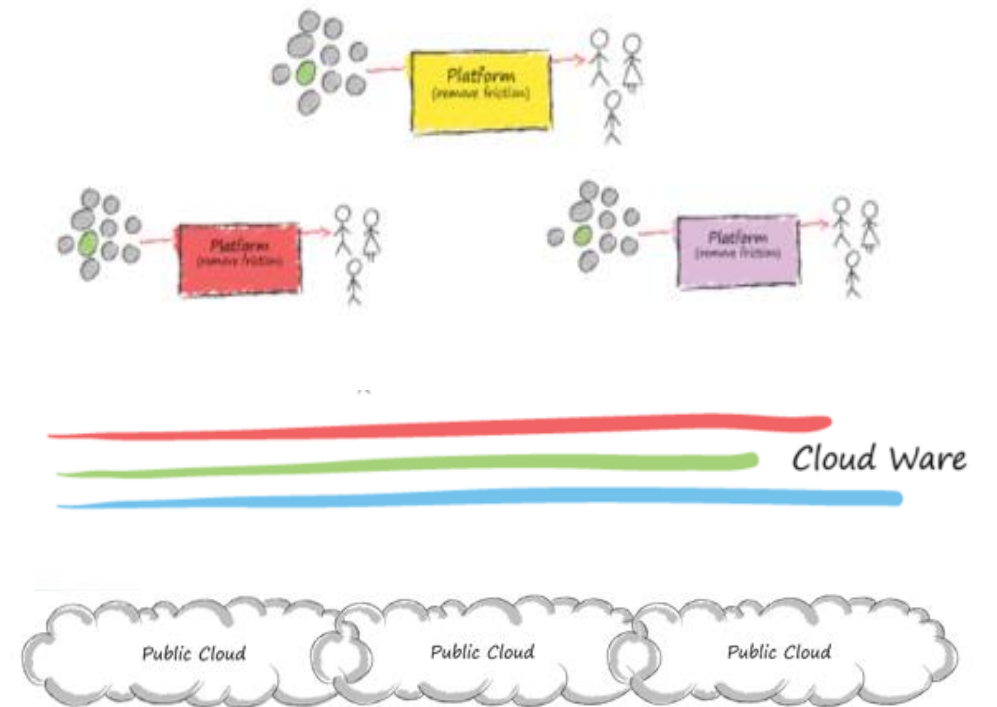 Platform
(remove friction)
Platform
(remove friction)
Platform
(remove friction)
Cloud Ware
Public Cloud
Public Cloud
Public Cloud